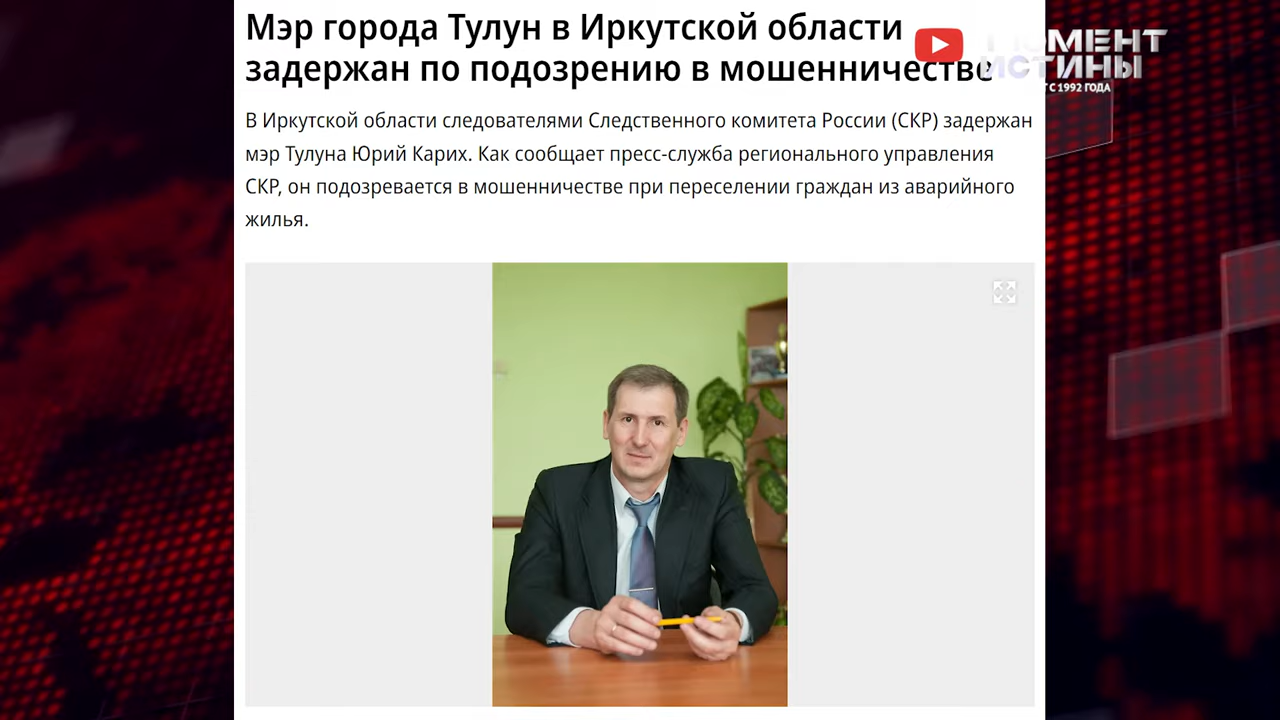 Мэр города Тулун в Иркутской области
задержан по подозрению в мошенничестве
МОМЕНТ
ИСТИНЫ
С 1992 ГОДА
В Иркутской области следователями Следственного комитета России (СКР) задержан
мэр Тулуна Юрий Карих. Как сообщает пресс-служба регионального управления
СКР, он подозревается в мошенничестве при переселении граждан из аварийного
жилья.